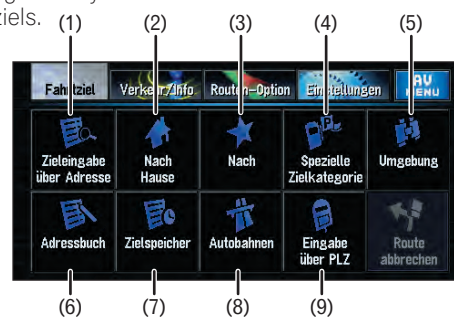 ziels.
(1) (2) (3) (4) (5)
Fahrtziel Verkehr/Info Routen-Option Einstellungen AV MENU
Zieleingabe über Adresse
Nach Hause
Nach
Spezielle Zielkategorie
Umgebung
Adressbuch
Zielspeicher
Autobahnen
Eingabe über PLZ
Route abbrechen
(6) (7) (8) (9)